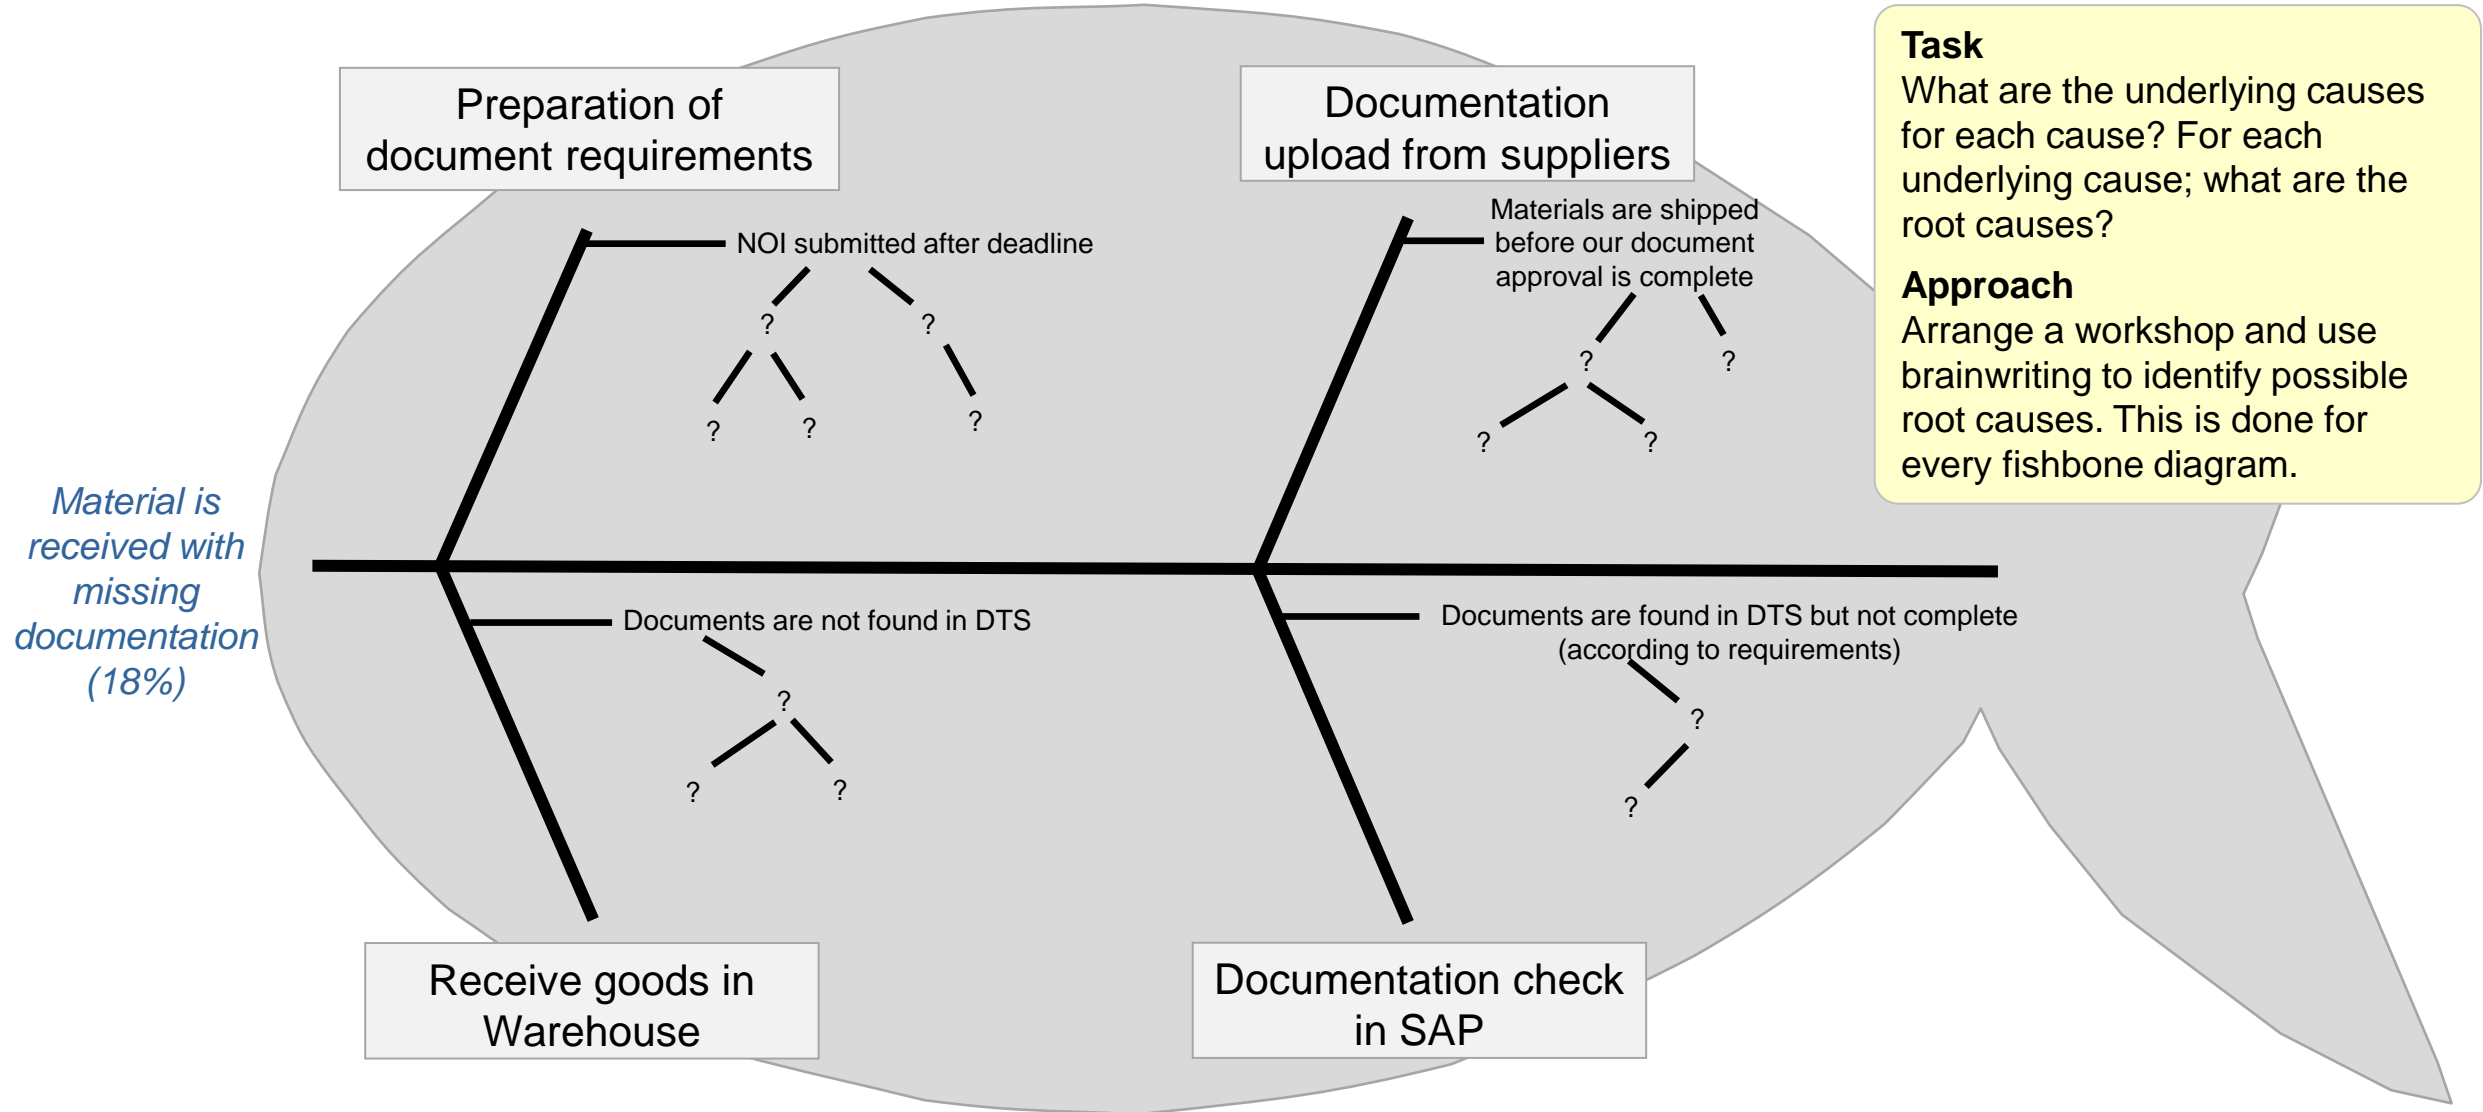 Preparation of
document requirements
Documentation
upload from suppliers
Task
What are the underlying causes
for each cause? For each
underlying cause; what are the
root causes?
Approach
Arrange a workshop and use
brainwriting to identify possible
root causes. This is done for
every fishbone diagram.
NOI submitted after deadline
? ?
? ? ?
Materials are shipped
before our document
approval is complete
? ?
? ?
Material is
received with
missing
documentation
(18%)
Documents are not found in DTS
?
? ?
Documents are found in DTS but not complete
(according to requirements)
?
?
Receive goods in
Warehouse
Documentation check
in SAP